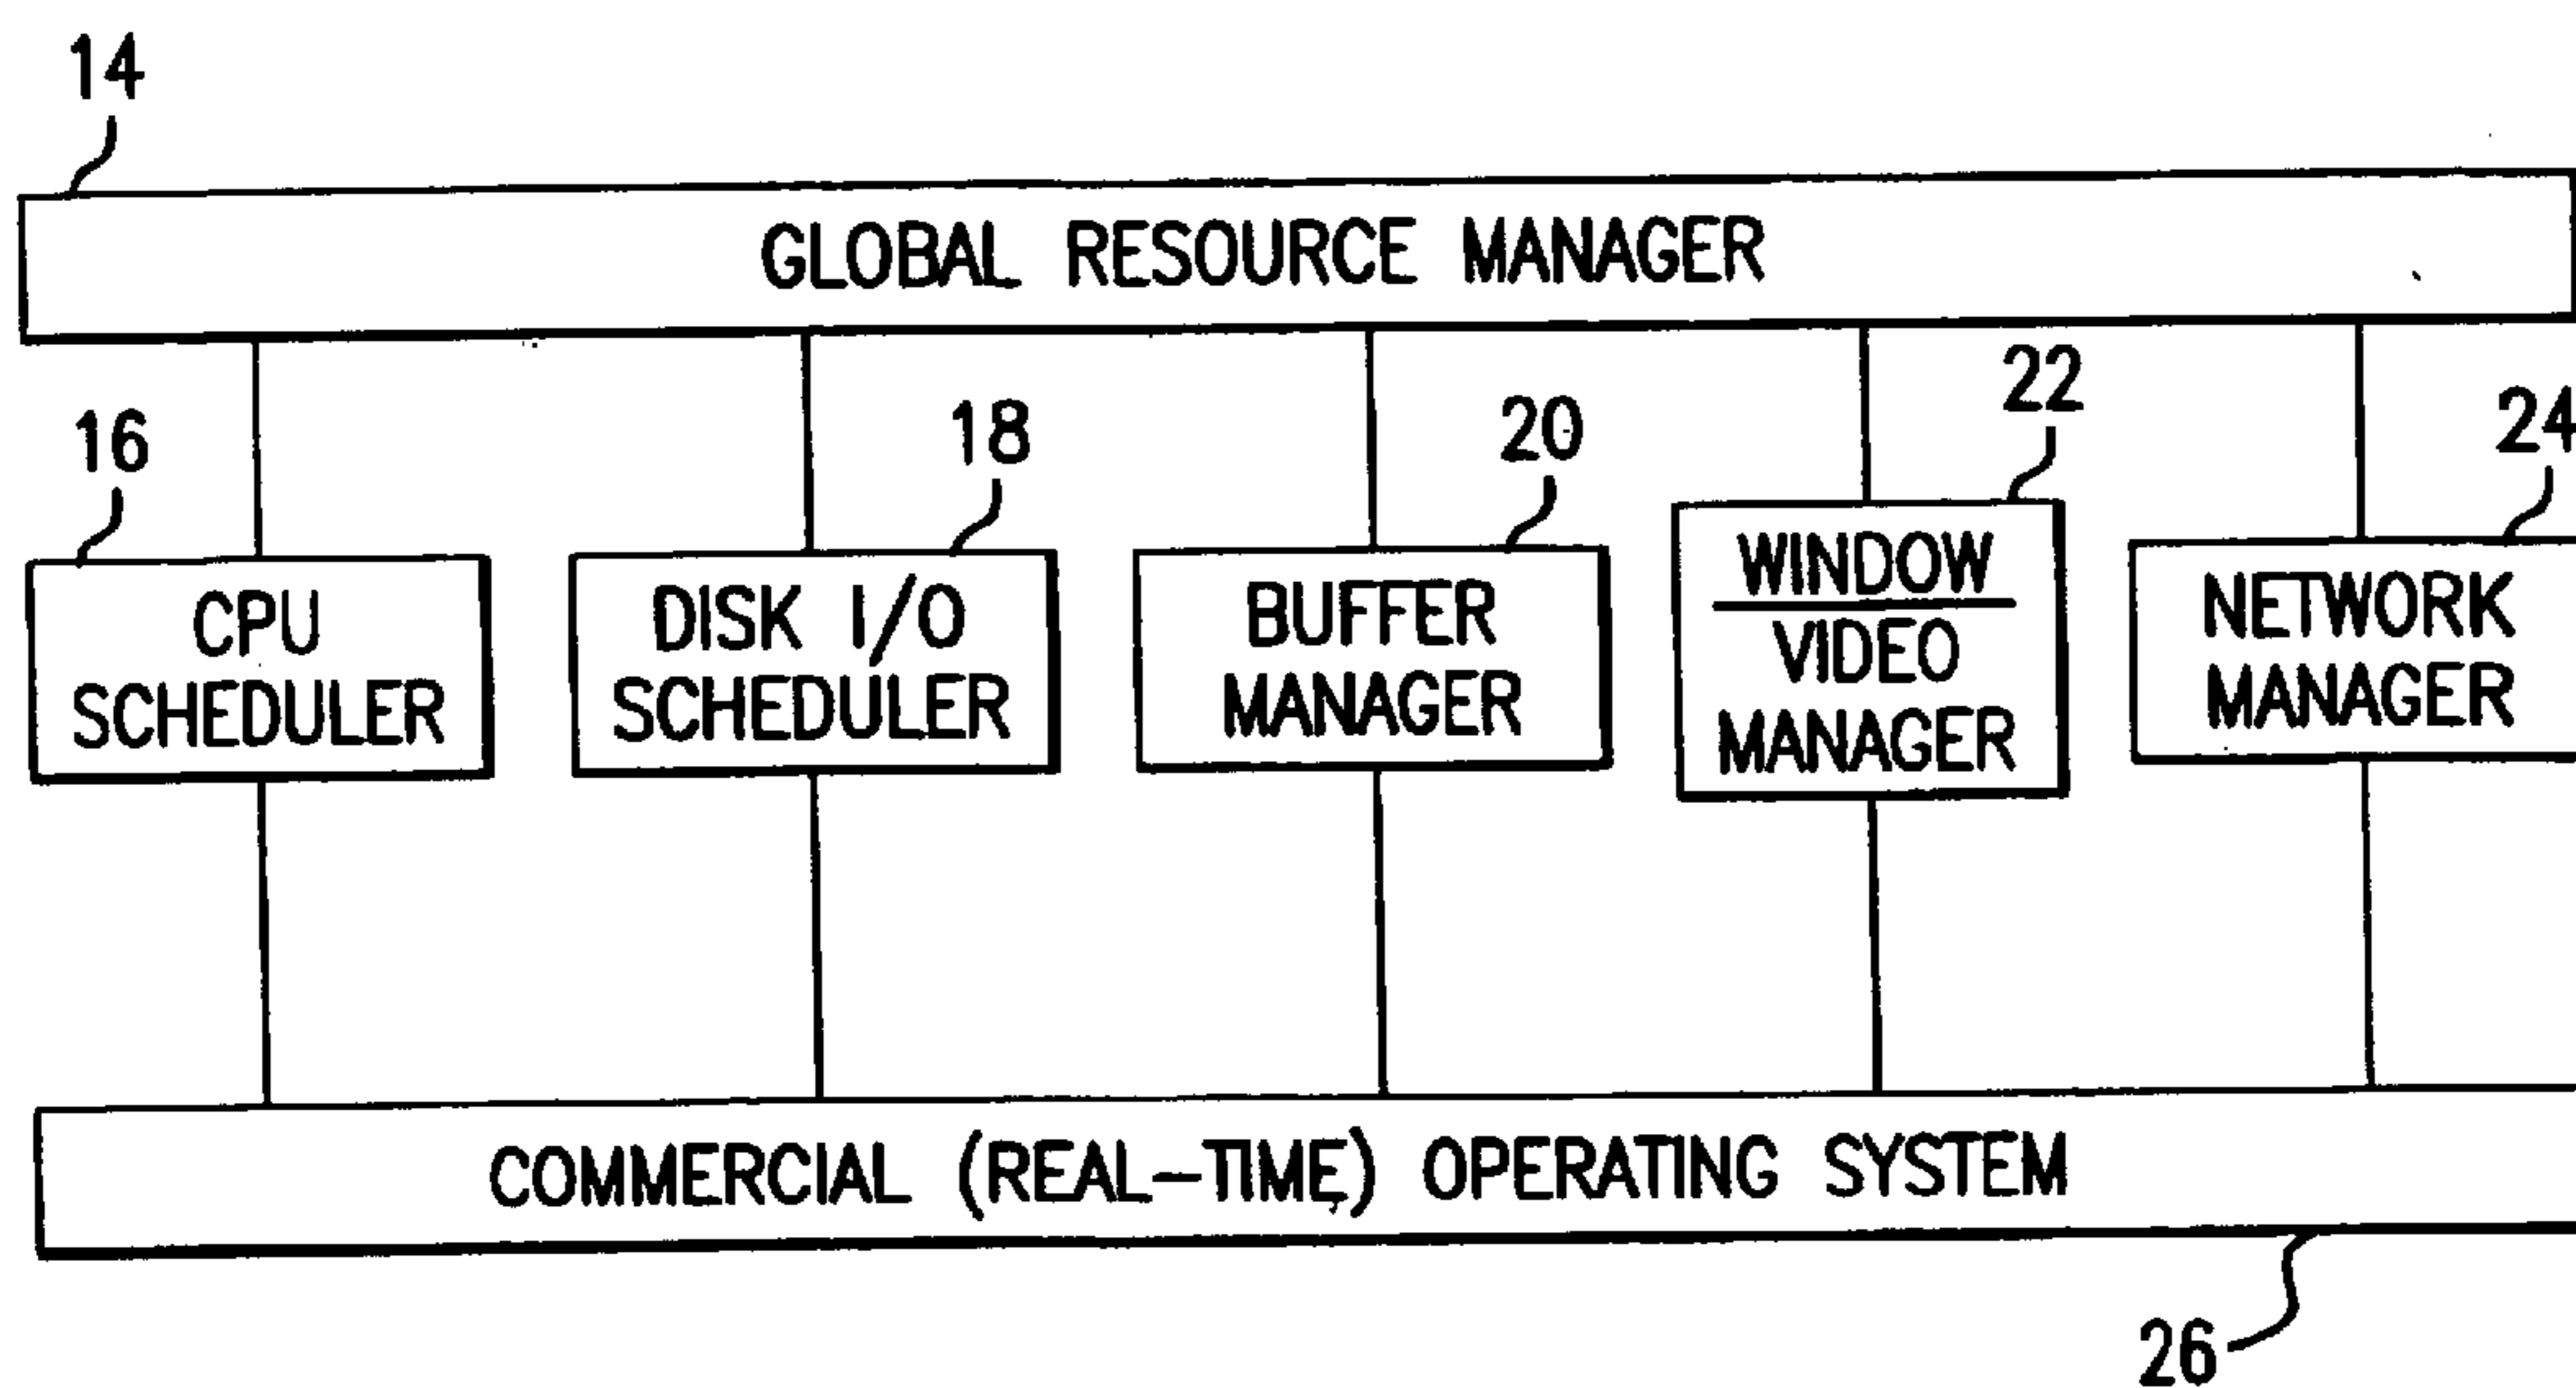 14
GLOBAL RESOURCE MANAGER
16
18
20
22
24
CPU
SCHEDULER
DISK I/O
SCHEDULER
BUFFER
MANAGER
WINDOW
VIDEO
MANAGER
NETWORK
MANAGER
COMMERCIAL (REAL-TIME) OPERATING SYSTEM
26